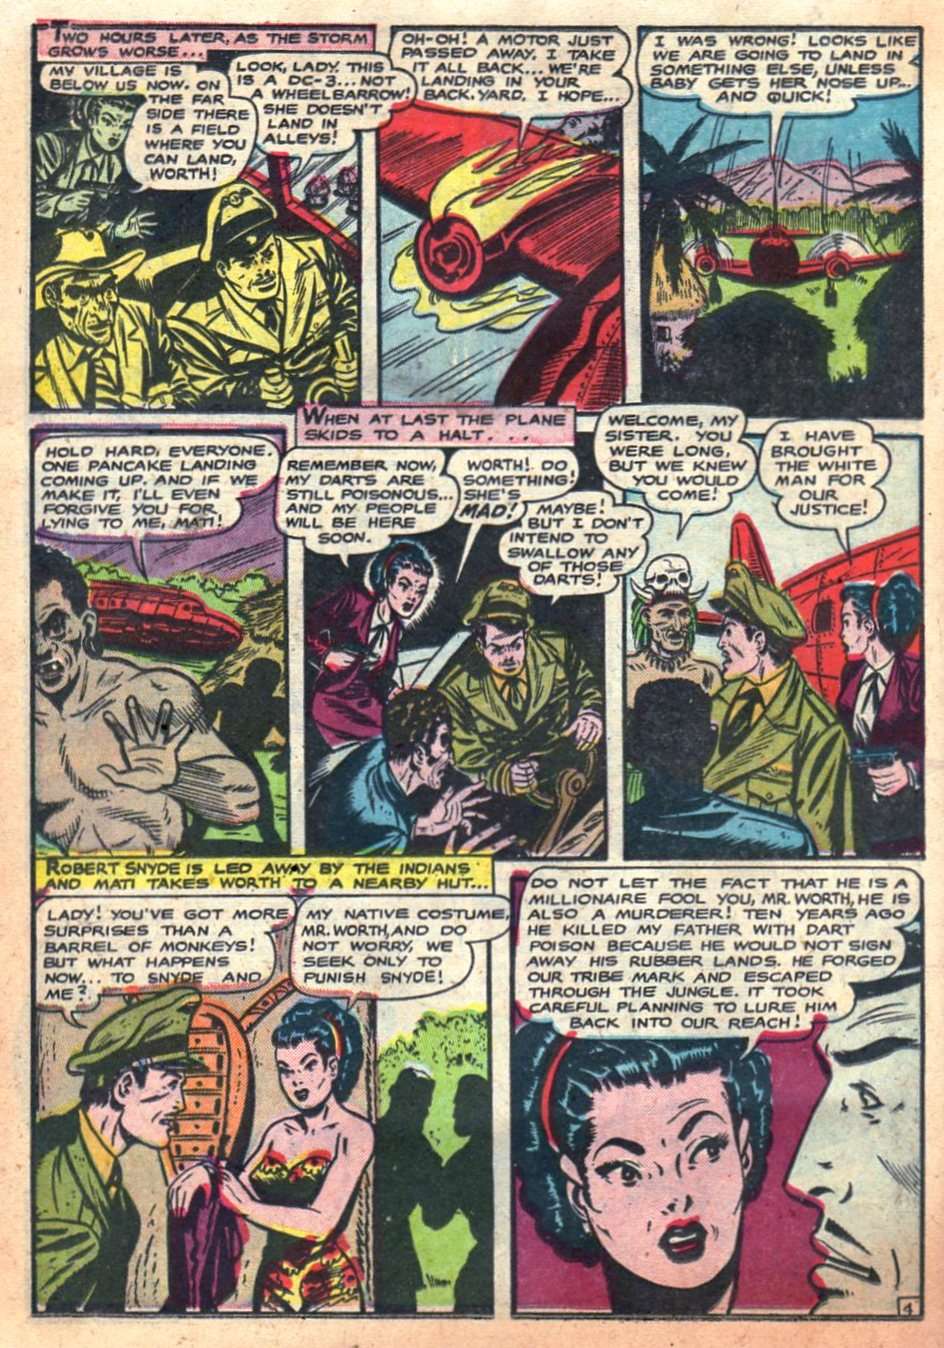 TWO HOURS LATER, AS THE STORM
GROWS WORSE...
MY VILLAGE IS
BELOW US NOW. ON
THE FAR
SIDE THERE
IS A FIELD
WHERE YOU
CAN LAND,
WORTH!
LOOK, LADY. THIS
IS A DC-3... NOT
A WHEELBARROW!
SHE DOESN'T
LAND IN
ALLEYS!
OH-OH! A MOTOR JUST
PASSED AWAY. I TAKE
IT ALL BACK... WE'RE
LANDING IN YOUR
BACK. YARD. I HOPE...
I WAS WRONG! LOOKS LIKE
WE ARE GOING TO LAND IN
SOMETHING ELSE, UNLESS
BABY GETS HER NOSE UP...
AND QUICK!
HOLD HARD, EVERYONE.
ONE PANCAKE LANDING
COMING UP. AND IF WE
MAKE IT, I'LL EVEN
FORGIVE YOU FOR
LYING TO ME, MATI!
WHEN AT LAST THE PLANE
SKIDS TO A HALT. . .
REMEMBER NOW,
MY DARTS ARE
STILL POISONOUS...
AND MY PEOPLE
WILL BE HERE
SOON.
WORTH! DO
SOMETHING!
SHE'S
MAD!
MAYBE!
BUT I DON'T
INTEND TO
SWALLOW ANY
OF THOSE
DARTS!
WELCOME, MY
SISTER. YOU
WERE LONG,
BUT WE KNEW
YOU WOULD
COME!
I HAVE
BROUGHT
THE WHITE
MAN FOR
OUR
JUSTICE!
ROBERT SNYDE IS LED AWAY BY THE INDIANS
AND MATI TAKES WORTH TO A NEARBY HUT...
LADY! YOU'VE GOT MORE
SURPRISES THAN A
BARREL OF MONKEYS!
BUT WHAT HAPPENS
NOW... TO SNYDE AND
ME?
MY NATIVE COSTUME,
MR. WORTH, AND DO
NOT WORRY, WE
SEEK ONLY TO
PUNISH SNYDE!
DO NOT LET THE FACT THAT HE IS A
MILLIONAIRE FOOL YOU, MR. WORTH, HE IS
ALSO A MURDERER! TEN YEARS AGO
HE KILLED MY FATHER WITH DART
POISON BECAUSE HE WOULD NOT SIGN
AWAY HIS RUBBER LANDS. HE FORGED
OUR TRIBE MARK AND ESCAPED
THROUGH THE JUNGLE. IT TOOK
CAREFUL PLANNING TO LURE HIM
BACK INTO OUR REACH!
4